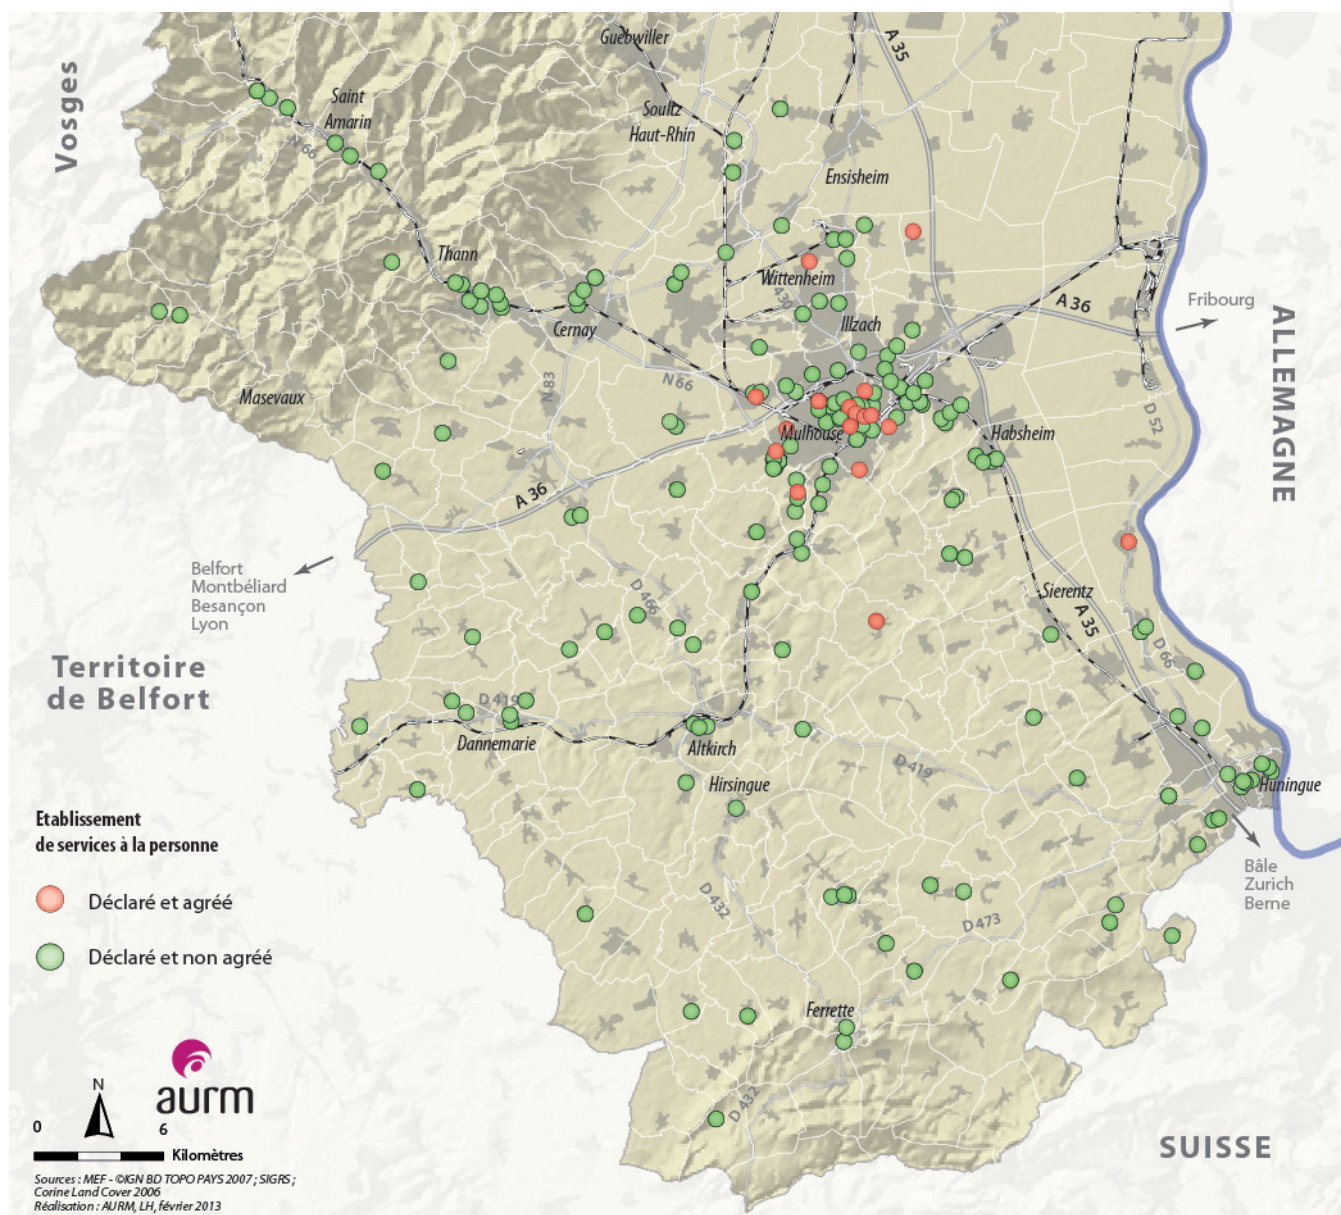 Guebwiller
A 35
Vosges
Saint
Amarin
N 66
Soultz
Haut-Rhin
Ensisheim
Thann
Wittenheim
D 430
Illzach
A 36
Fribourg
ALLEMAGNE
Cernay
N 66
N 83
Masevaux
D 52
Mulhouse
Habsheim
A 36
Belfort
Montbéliard
Besançon
Lyon
D 466
Sierentz
A 35
D 66
Territoire
de Belfort
D 419
Dannemarie
Altkirch
D 419
Hirsingue
Huningue
Etablissement
de services à la personne
Déclaré et agréé
Déclaré et non agréé
Bâle
Zurich
Berne
D 432
D 473
Ferrette
D 432
SUISSE
aurm
N
0 6
Kilomètres
Sources : MEF - ©IGN BD TOPO PAYS 2007 ; SIGRS ;
Corine Land Cover 2006
Réalisation : AURM, LH, février 2013